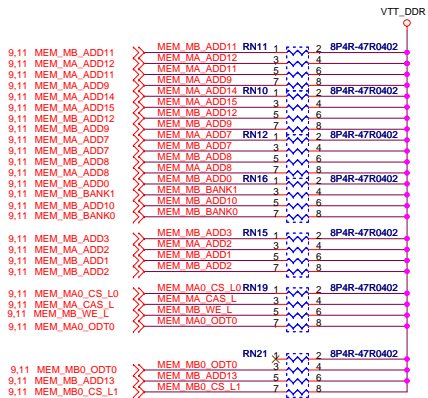 VTT_DDR
9,11 MEM_MB_ADD11 MEM_MB_ADD11 RN11 1 2 8P4R-47R0402
9,11 MEM_MA_ADD12 MEM_MA_ADD12 3 4
9,11 MEM_MA_ADD11 MEM_MA_ADD11 5 6
9,11 MEM_MA_ADD9 MEM_MA_ADD9 7 8
9,11 MEM_MA_ADD14 MEM_MA_ADD14 RN10 1 2 8P4R-47R0402
9,11 MEM_MA_ADD15 MEM_MA_ADD15 3 4
9,11 MEM_MB_ADD12 MEM_MB_ADD12 5 6
9,11 MEM_MB_ADD9 MEM_MB_ADD9 7 8
9,11 MEM_MA_ADD7 MEM_MA_ADD7 RN12 1 2 8P4R-47R0402
9,11 MEM_MB_ADD7 MEM_MB_ADD7 3 4
9,11 MEM_MB_ADD8 MEM_MB_ADD8 5 6
9,11 MEM_MA_ADD8 MEM_MA_ADD8 7 8
9,11 MEM_MB_ADD0 MEM_MB_ADD0 RN16 1 2 8P4R-47R0402
9,11 MEM_MB_BANK1 MEM_MB_BANK1 3 4
9,11 MEM_MB_ADD10 MEM_MB_ADD10 5 6
9,11 MEM_MB_BANK0 MEM_MB_BANK0 7 8
9,11 MEM_MB_ADD3 MEM_MB_ADD3 RN15 1 2 8P4R-47R0402
9,11 MEM_MA_ADD2 MEM_MA_ADD2 3 4
9,11 MEM_MB_ADD1 MEM_MB_ADD1 5 6
9,11 MEM_MB_ADD2 MEM_MB_ADD2 7 8
9,11 MEM_MA0_CS_L0 MEM_MA0_CS_L0 RN19 1 2 8P4R-47R0402
9,11 MEM_MA_CAS_L MEM_MA_CAS_L 3 4
9,11 MEM_MB_WE_L MEM_MB_WE_L 5 6
9,11 MEM_MA0_ODT0 MEM_MA0_ODT0 7 8
RN21 1 2 8P4R-47R0402
9,11 MEM_MB0_ODT0 MEM_MB0_ODT0 3 4
9,11 MEM_MB_ADD13 MEM_MB_ADD13 5 6
9,11 MEM_MB0_CS_L1 MEM_MB0_CS_L1 7 8